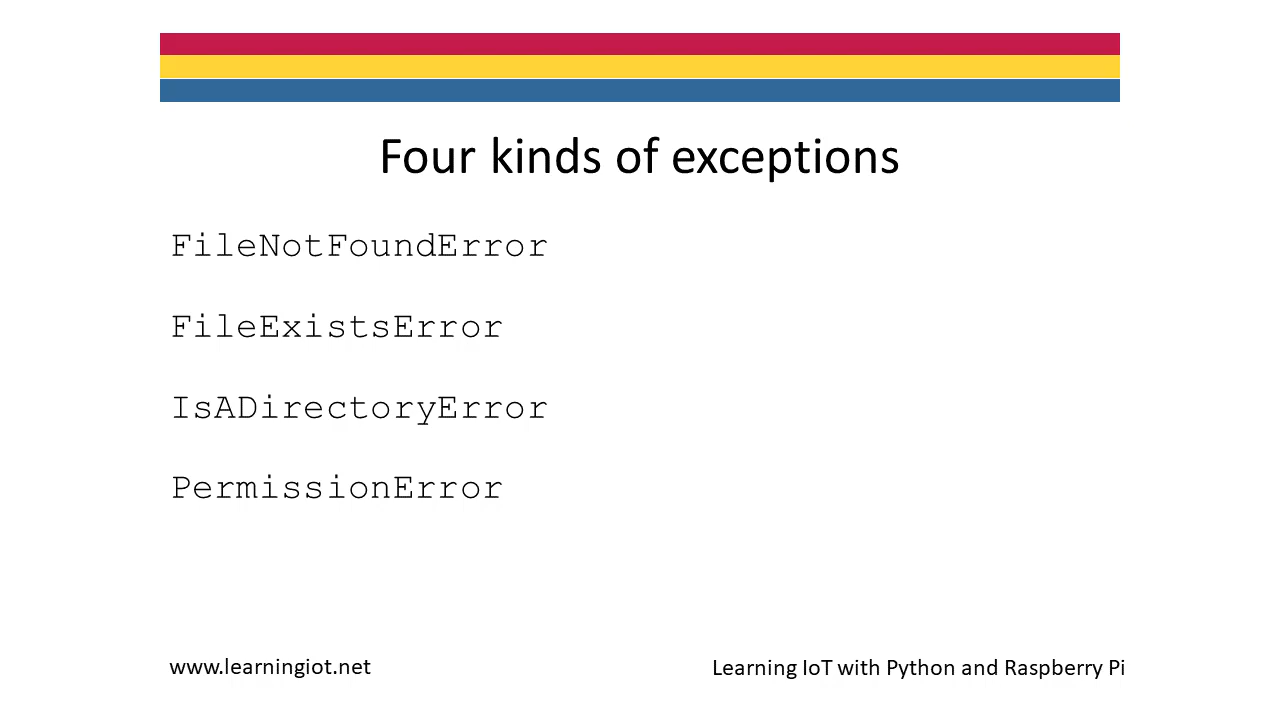 Four kinds of exceptions
FileNotFoundError
FileExistsError
IsADirectoryError
PermissionError
www.learningiot.net
Learning IoT with Python and Raspberry Pi